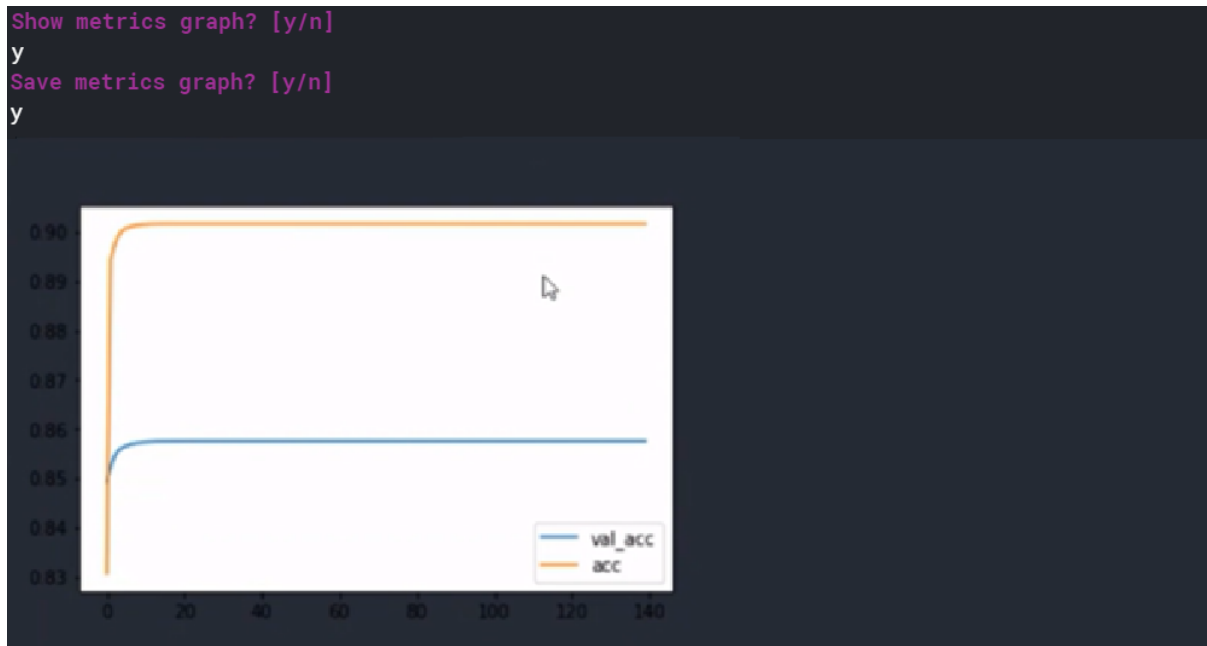 Show metrics graph? [y/n]
y
Save metrics graph? [y/n]
y
0.90
0.89
0.88
0.87
0.86
0.85
0.84
0.83
val_acc
acc
0 20 40 60 80 100 120 140